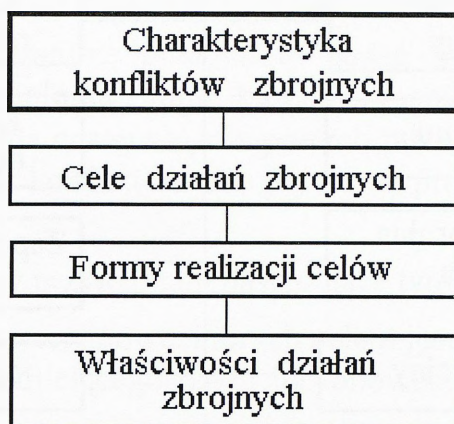 Charakterystyka
konfliktów zbrojnych
Cele działań zbrojnych
Formy realizacji celów
Właściwości działań
zbrojnych